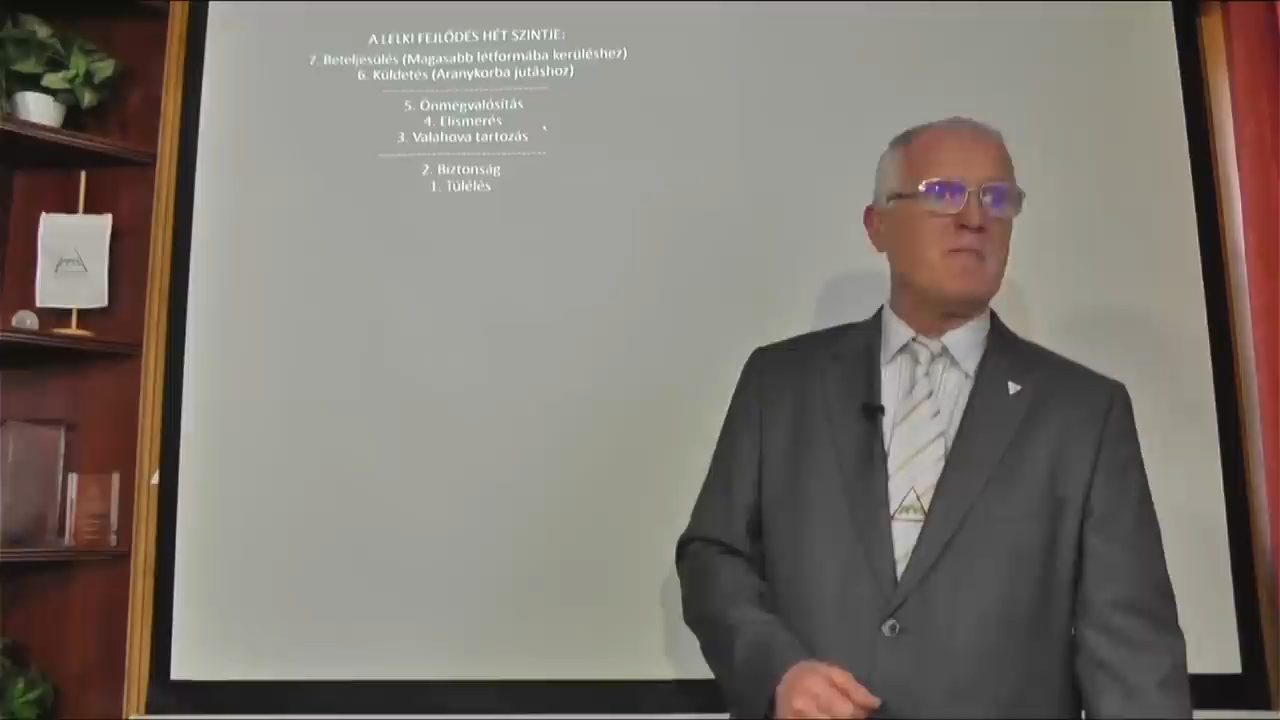 A LELKI FEJLŐDÉS HÉT SZINTJE:
7. Beteljesülés (Magasabb létformába kerüléshez)
6. Küldetés (Aranykorba jutáshoz)
5. Önmegvalósítás
4. Elismerés
3. Valahova tartozás
2. Biztonság
1. Túlélés